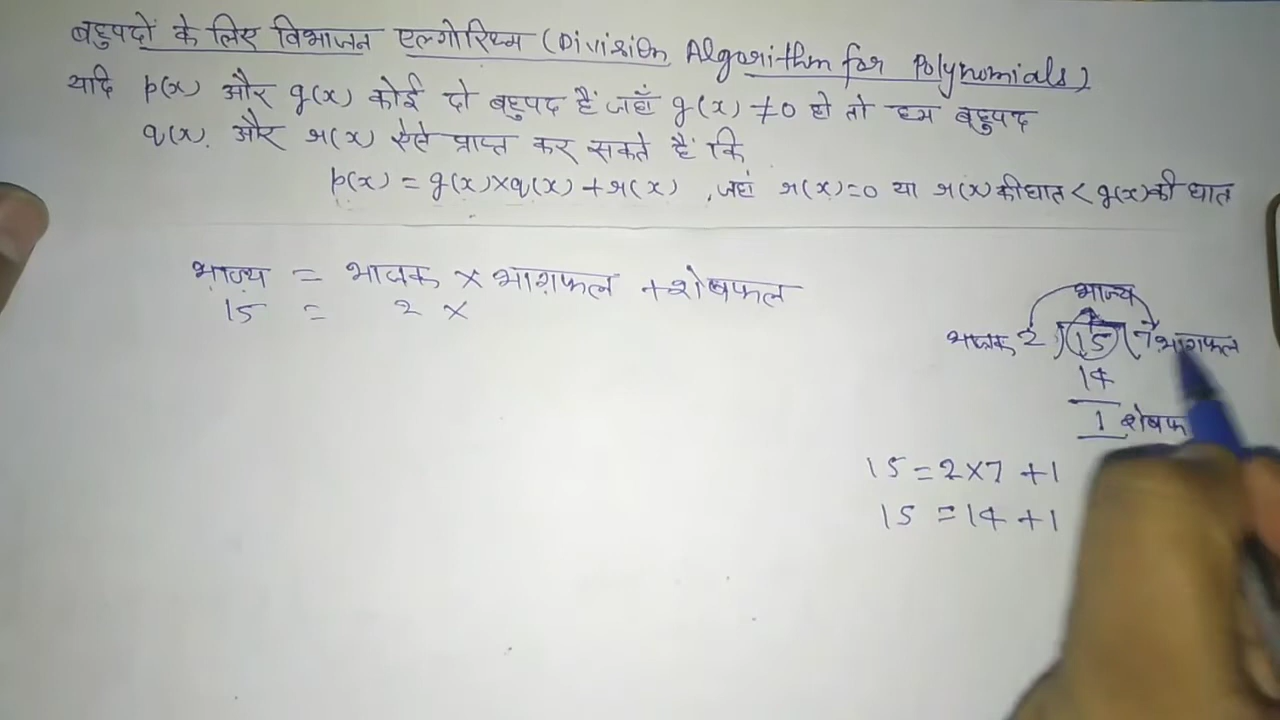 बहुपदों के लिए विभाजन एल्गोरिथ्म (Division Algorithm for Polynomials)
यदि p(x) और g(x) कोई दो बहुपद हैं जहाँ g(x) ≠ 0 हो तो हम बहुपद
q(x) और r(x) ऐसे प्राप्त कर सकते हैं कि
p(x) = g(x)×q(x) + r(x) , जहां r(x)=0 या r(x) की घात < g(x) की घात
भाज्य = भाजक × भागफल + शेषफल
15 = 2 ×
भाज्य
भाजक 2 ) 15 ( 7 भागफल
14
1 शेषफ
15 = 2×7 +1
15 = 14 +1